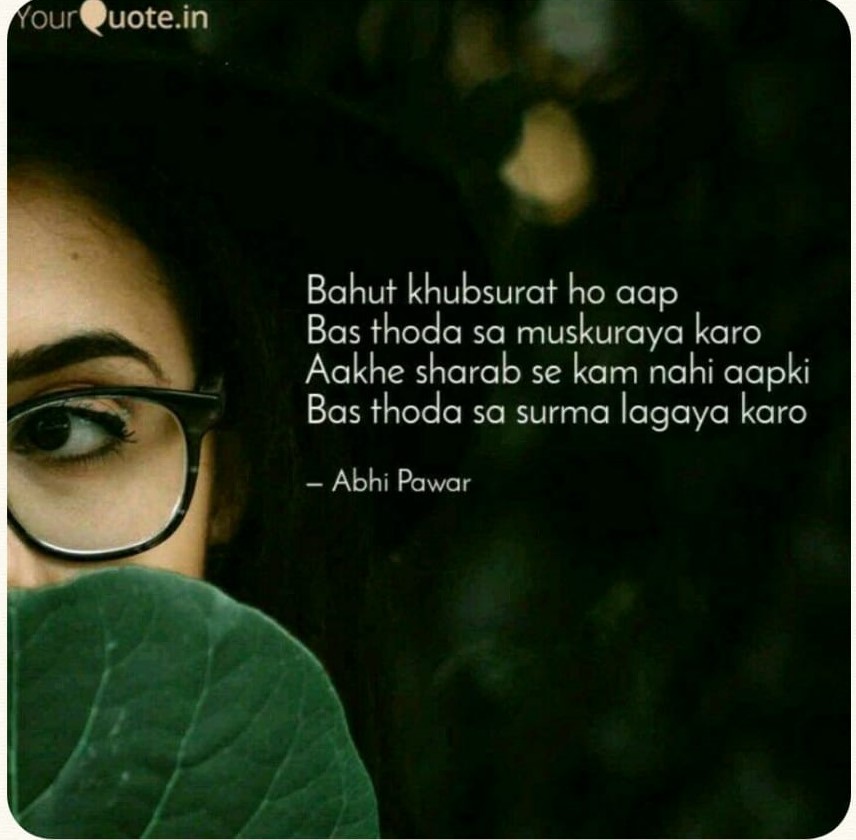 YourQuote.in
Bahut khubsurat ho aap
Bas thoda sa muskuraya karo
Aakhe sharab se kam nahi aapki
Bas thoda sa surma lagaya karo
– Abhi Pawar